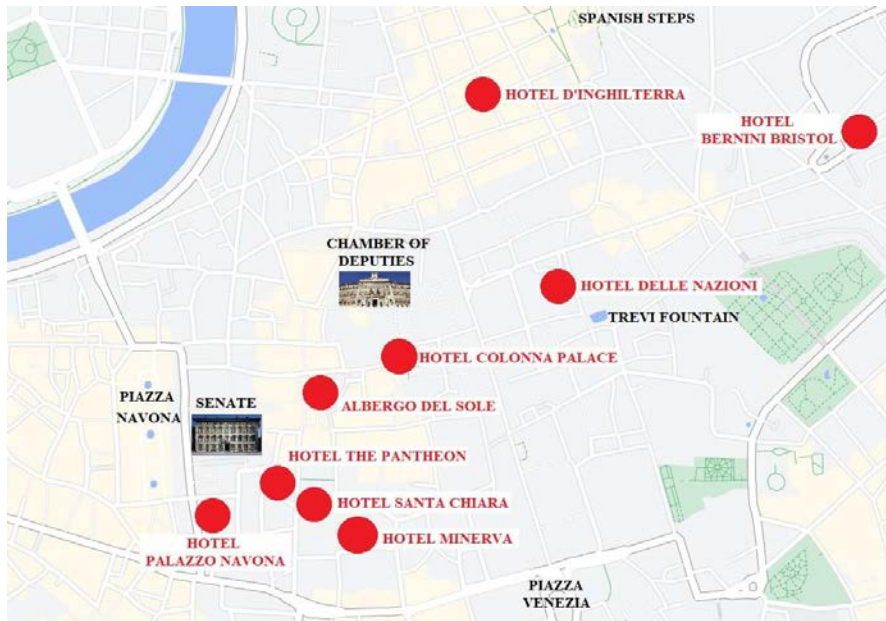 SPANISH STEPS
HOTEL D'INGHILTERRA
HOTEL
BERNINI BRISTOL
CHAMBER OF
DEPUTIES
HOTEL DELLE NAZIONI
TREVI FOUNTAIN
HOTEL COLONNA PALACE
PIAZZA
NAVONA
SENATE
ALBERGO DEL SOLE
HOTEL THE PANTHEON
HOTEL SANTA CHIARA
HOTEL MINERVA
HOTEL
PALAZZO NAVONA
PIAZZA
VENEZIA